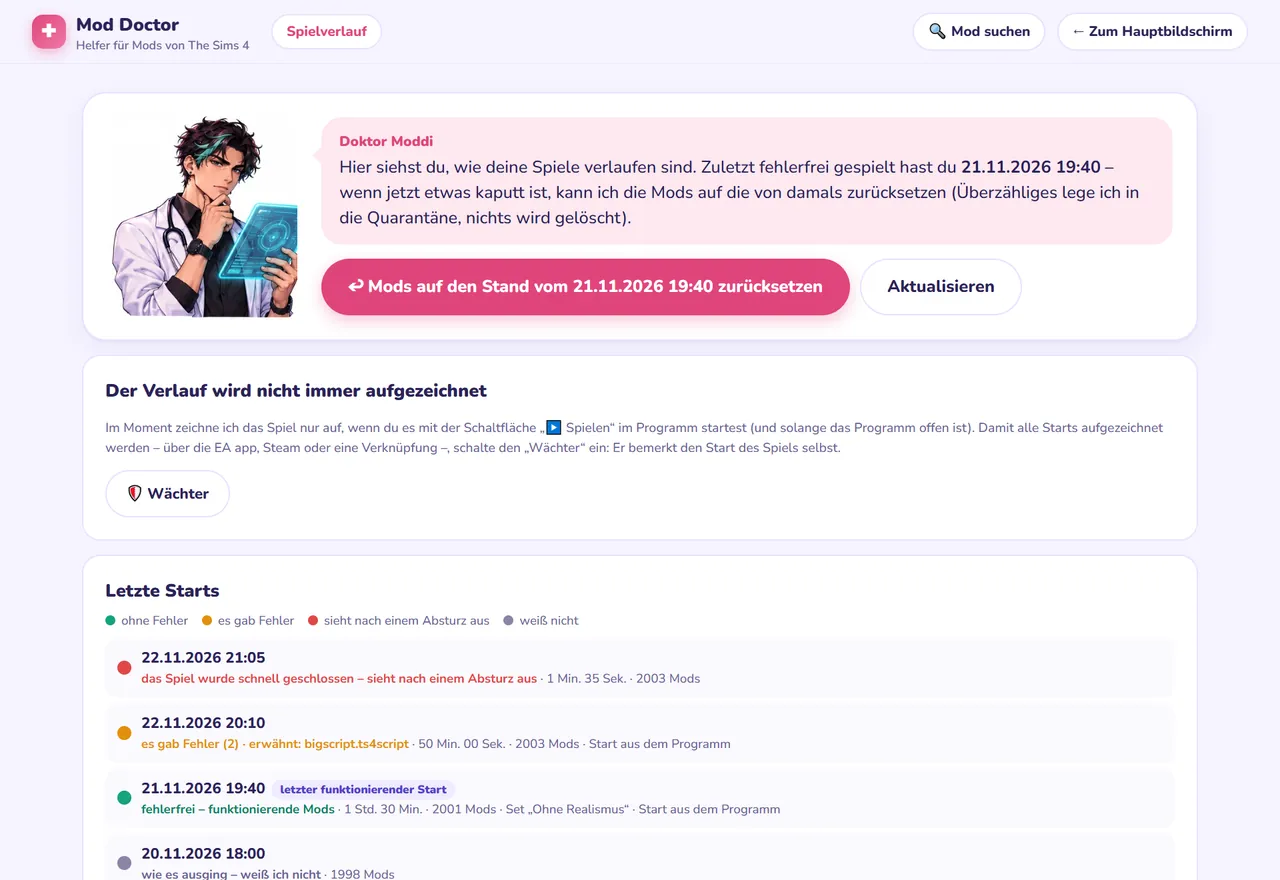 Mod Doctor
Helfer für Mods von The Sims 4
Spielverlauf
🔍 Mod suchen
← Zum Hauptbildschirm
Doktor Moddi
Hier siehst du, wie deine Spiele verlaufen sind. Zuletzt fehlerfrei gespielt hast du 21.11.2026 19:40 –
wenn jetzt etwas kaputt ist, kann ich die Mods auf die von damals zurücksetzen (Überzähliges lege ich in
die Quarantäne, nichts wird gelöscht).
↩ Mods auf den Stand vom 21.11.2026 19:40 zurücksetzen
Aktualisieren
Der Verlauf wird nicht immer aufgezeichnet
Im Moment zeichne ich das Spiel nur auf, wenn du es mit der Schaltfläche „▶️ Spielen“ im Programm startest (und solange das Programm offen ist). Damit alle Starts aufgezeichnet
werden – über die EA app, Steam oder eine Verknüpfung –, schalte den „Wächter“ ein: Er bemerkt den Start des Spiels selbst.
🛡️ Wächter
Letzte Starts
ohne Fehler es gab Fehler sieht nach einem Absturz aus weiß nicht
22.11.2026 21:05
das Spiel wurde schnell geschlossen – sieht nach einem Absturz aus · 1 Min. 35 Sek. · 2003 Mods
22.11.2026 20:10
es gab Fehler (2) · erwähnt: bigscript.ts4script · 50 Min. 00 Sek. · 2003 Mods · Start aus dem Programm
21.11.2026 19:40 letzter funktionierender Start
fehlerfrei – funktionierende Mods · 1 Std. 30 Min. · 2001 Mods · Set „Ohne Realismus“ · Start aus dem Programm
20.11.2026 18:00
wie es ausging – weiß ich nicht · 1998 Mods